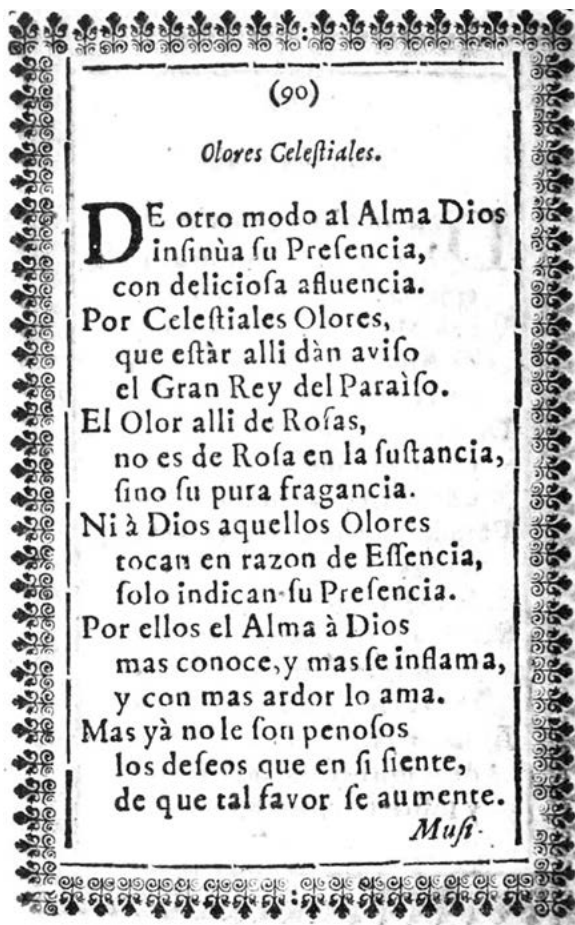 (90)
Olores Celeſtiales.
DE otro modo al Alma Dios
inſinùa ſu Preſencia,
con delicioſa afluencia.
Por Celeſtiales Olores,
que eſtàr alli dàn aviſo
el Gran Rey del Paraìſo.
El Olor alli de Roſas,
no es de Roſa en la ſuſtancia,
ſino ſu pura fragancia.
Ni à Dios aquellos Olores
tocan en razon de Eſſencia,
ſolo indican ſu Preſencia.
Por ellos el Alma à Dios
mas conoce, y mas ſe inflama,
y con mas ardor lo ama.
Mas yà no le ſon penoſos
los deſeos que en ſi ſiente,
de que tal favor ſe aumente.
Muſi-